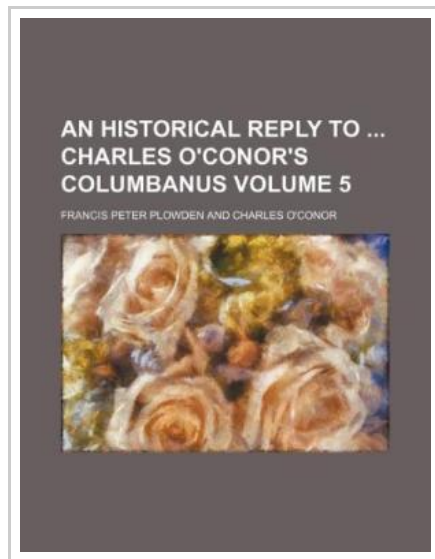 AN HISTORICAL REPLY TO ...
CHARLES O'CONOR'S
COLUMBANUS VOLUME 5
FRANCIS PETER PLOWDEN AND CHARLES O'CONOR